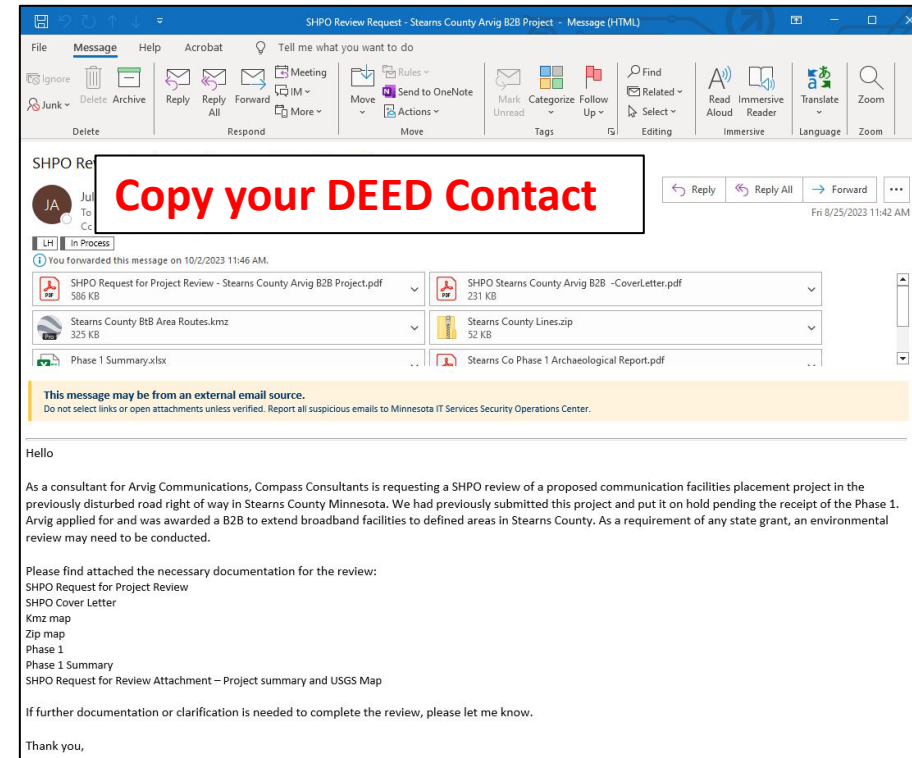 SHPO Review Request - Stearns County Arvig B2B Project - Message (HTML)
File Message Help Acrobat Tell me what you want to do
Ignore
Junk
Delete Archive
Reply Reply All Forward
Meeting
IM
More
Move
Rules
Send to OneNote
Actions
Mark Unread Categorize Follow Up
Find
Related
Select
Read Aloud Immersive Reader
Translate
Zoom
Delete Respond Move Tags Editing Immersive Language Zoom
SHPO Re
Copy your DEED Contact
JA
Jul
To
Cc
Reply Reply All Forward
Fri 8/25/2023 11:42 AM
LH In Process
You forwarded this message on 10/2/2023 11:46 AM.
SHPO Request for Project Review - Stearns County Arvig B2B Project.pdf
586 KB
SHPO Stearns County Arvig B2B -CoverLetter.pdf
231 KB
Stearns County BtB Area Routes.kmz
325 KB
Stearns County Lines.zip
52 KB
Phase 1 Summary.xlsx
Stearns Co Phase 1 Archaeological Report.pdf
This message may be from an external email source.
Do not select links or open attachments unless verified. Report all suspicious emails to Minnesota IT Services Security Operations Center.
Hello
As a consultant for Arvig Communications, Compass Consultants is requesting a SHPO review of a proposed communication facilities placement project in the
previously disturbed road right of way in Stearns County Minnesota. We had previously submitted this project and put it on hold pending the receipt of the Phase 1.
Arvig applied for and was awarded a B2B to extend broadband facilities to defined areas in Stearns County. As a requirement of any state grant, an environmental
review may need to be conducted.
Please find attached the necessary documentation for the review:
SHPO Request for Project Review
SHPO Cover Letter
Kmz map
Zip map
Phase 1
Phase 1 Summary
SHPO Request for Review Attachment – Project summary and USGS Map
If further documentation or clarification is needed to complete the review, please let me know.
Thank you,